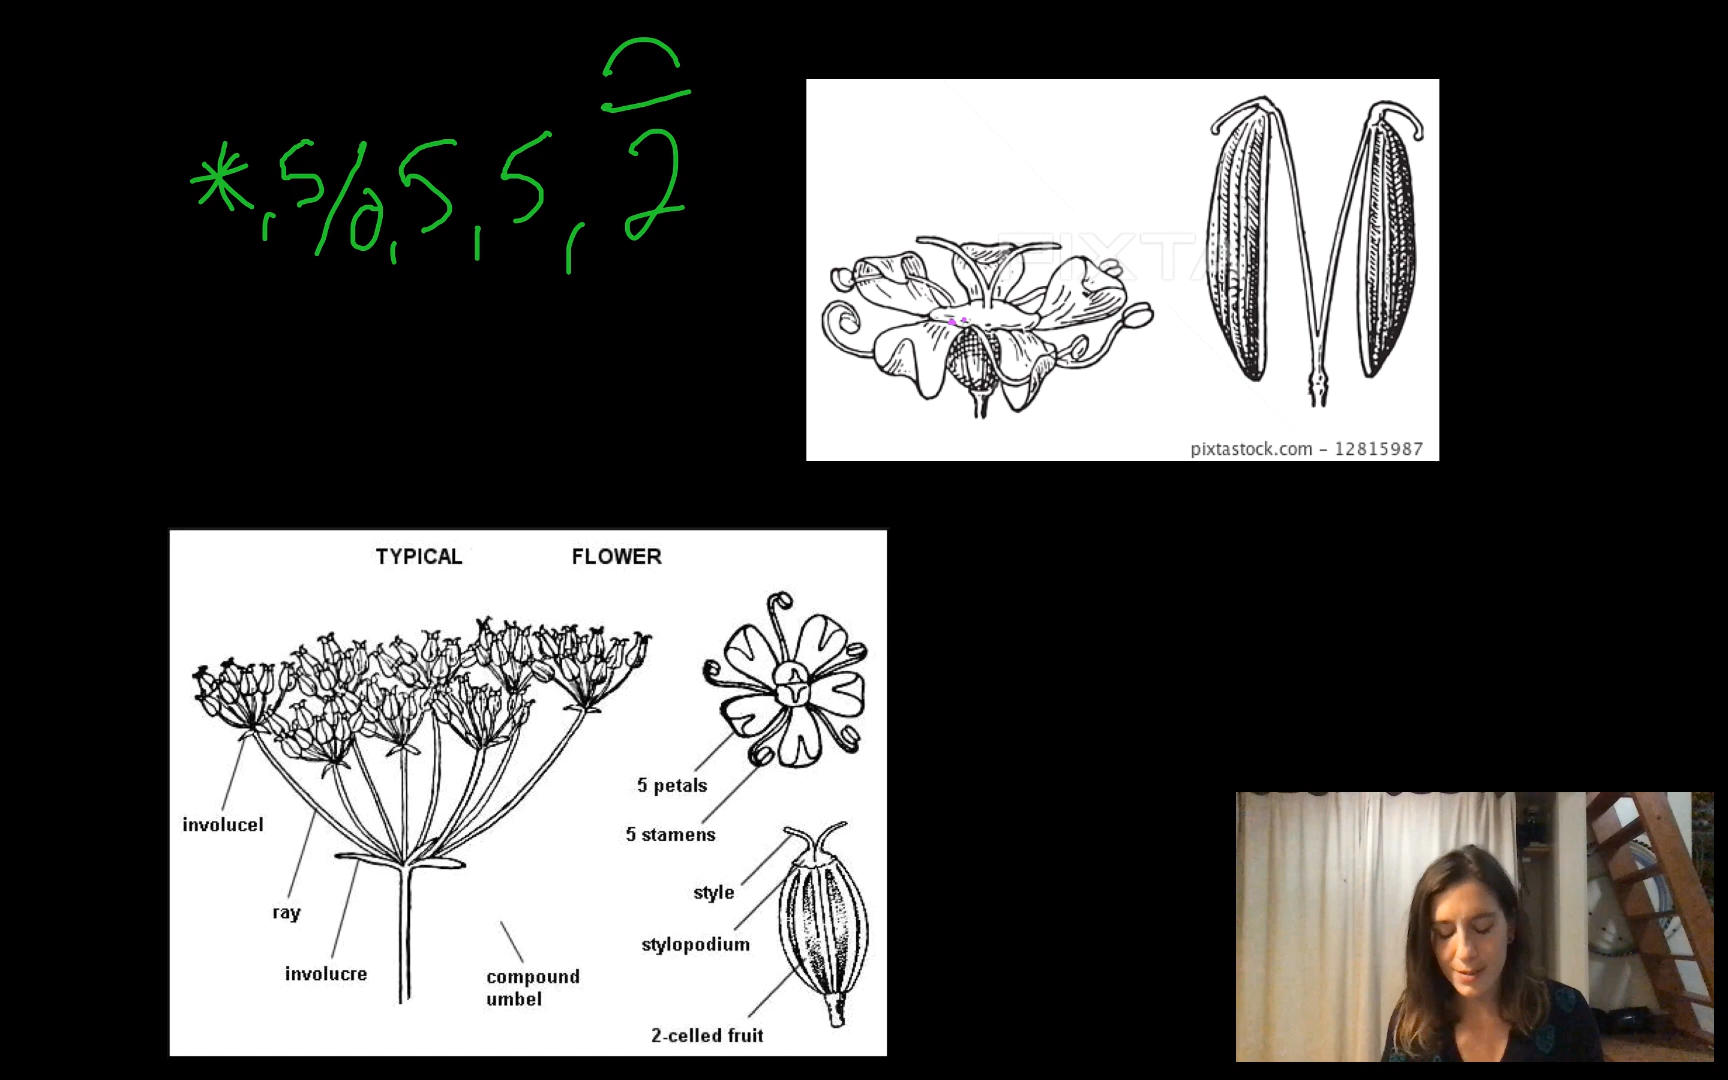 *, 5/0, 5, 5, 2
PIXTA
pixtastock.com - 12815987
TYPICAL FLOWER
5 petals
involucel
5 stamens
style
ray
stylopodium
involucre
compound
umbel
2-celled fruit